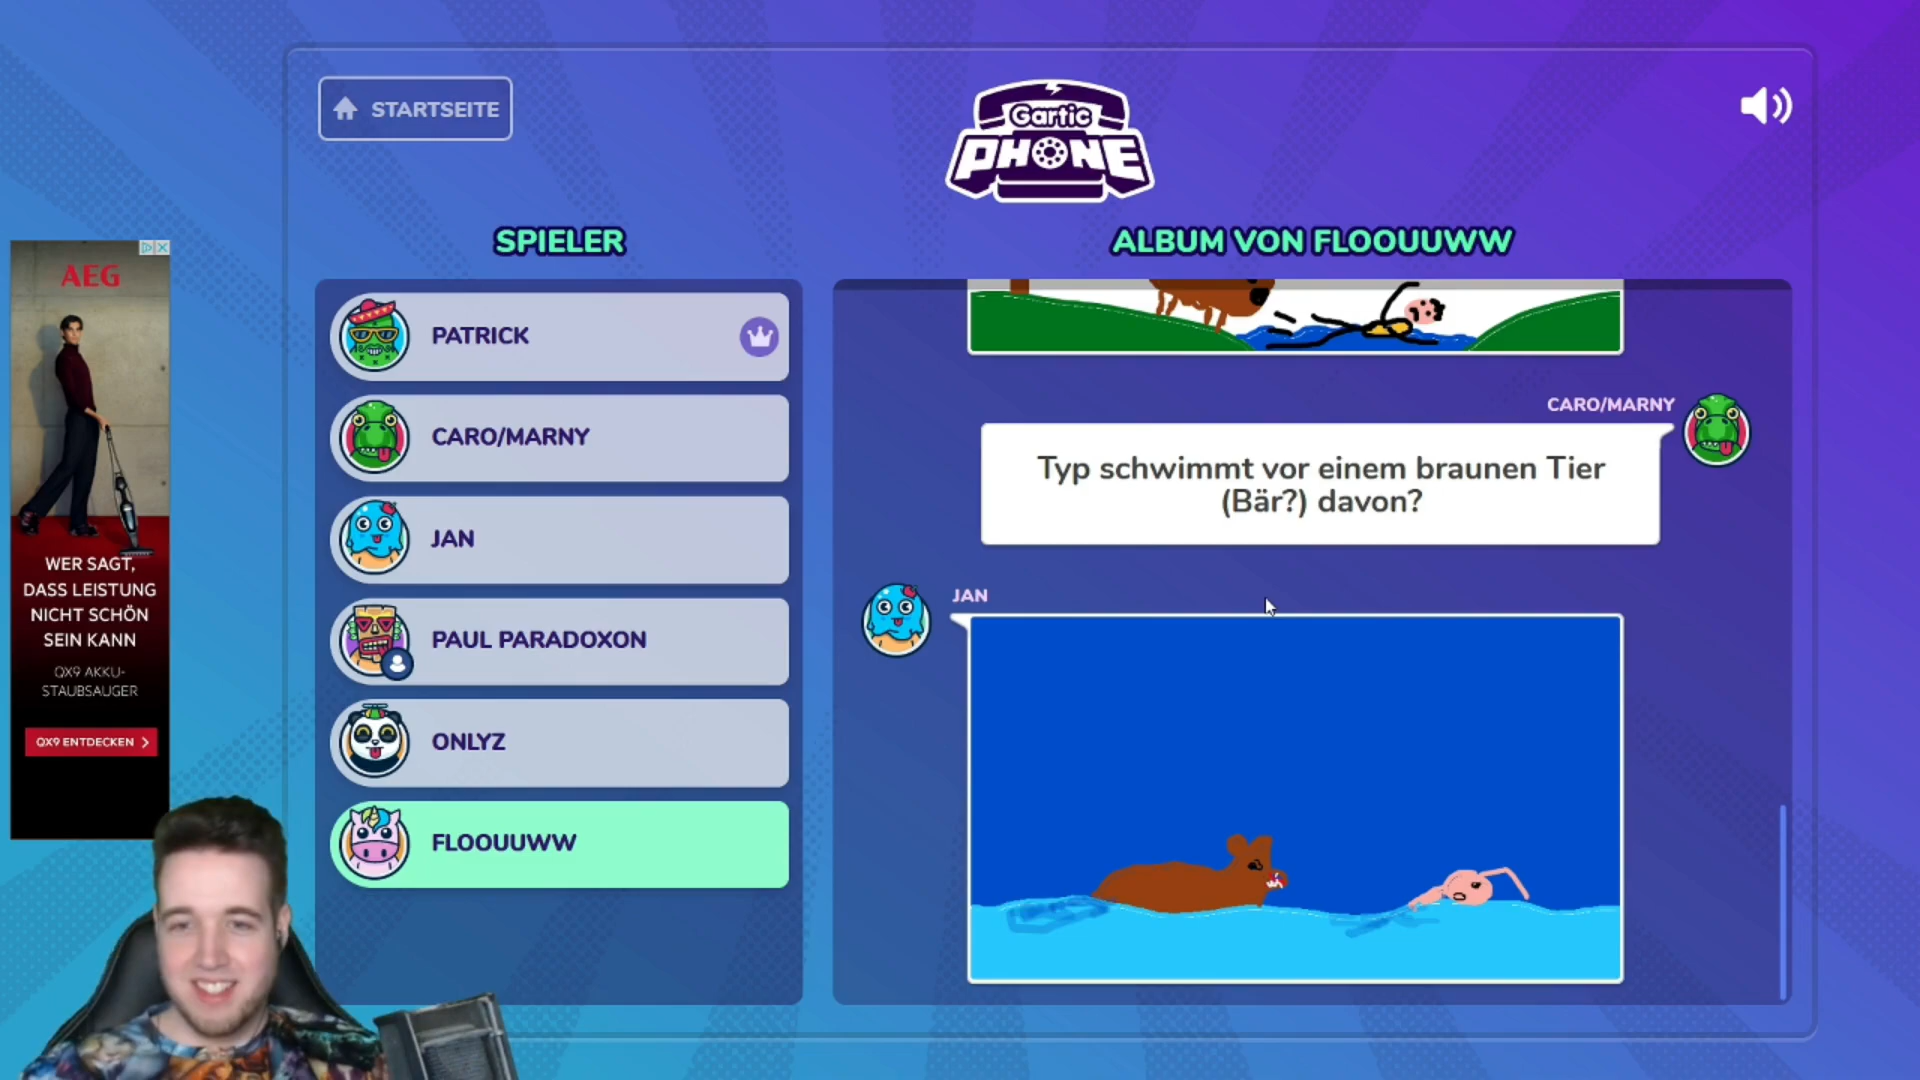 STARTSEITE
Gartic
PHONE
SPIELER
ALBUM VON FLOOUUWW
AEG
WER SAGT,
DASS LEISTUNG
NICHT SCHÖN
SEIN KANN
QX9 AKKU-
STAUBSAUGER
QX9 ENTDECKEN
PATRICK
CARO/MARNY
JAN
PAUL PARADOXON
ONLYZ
FLOOUUWW
CARO/MARNY
Typ schwimmt vor einem braunen Tier
(Bär?) davon?
JAN